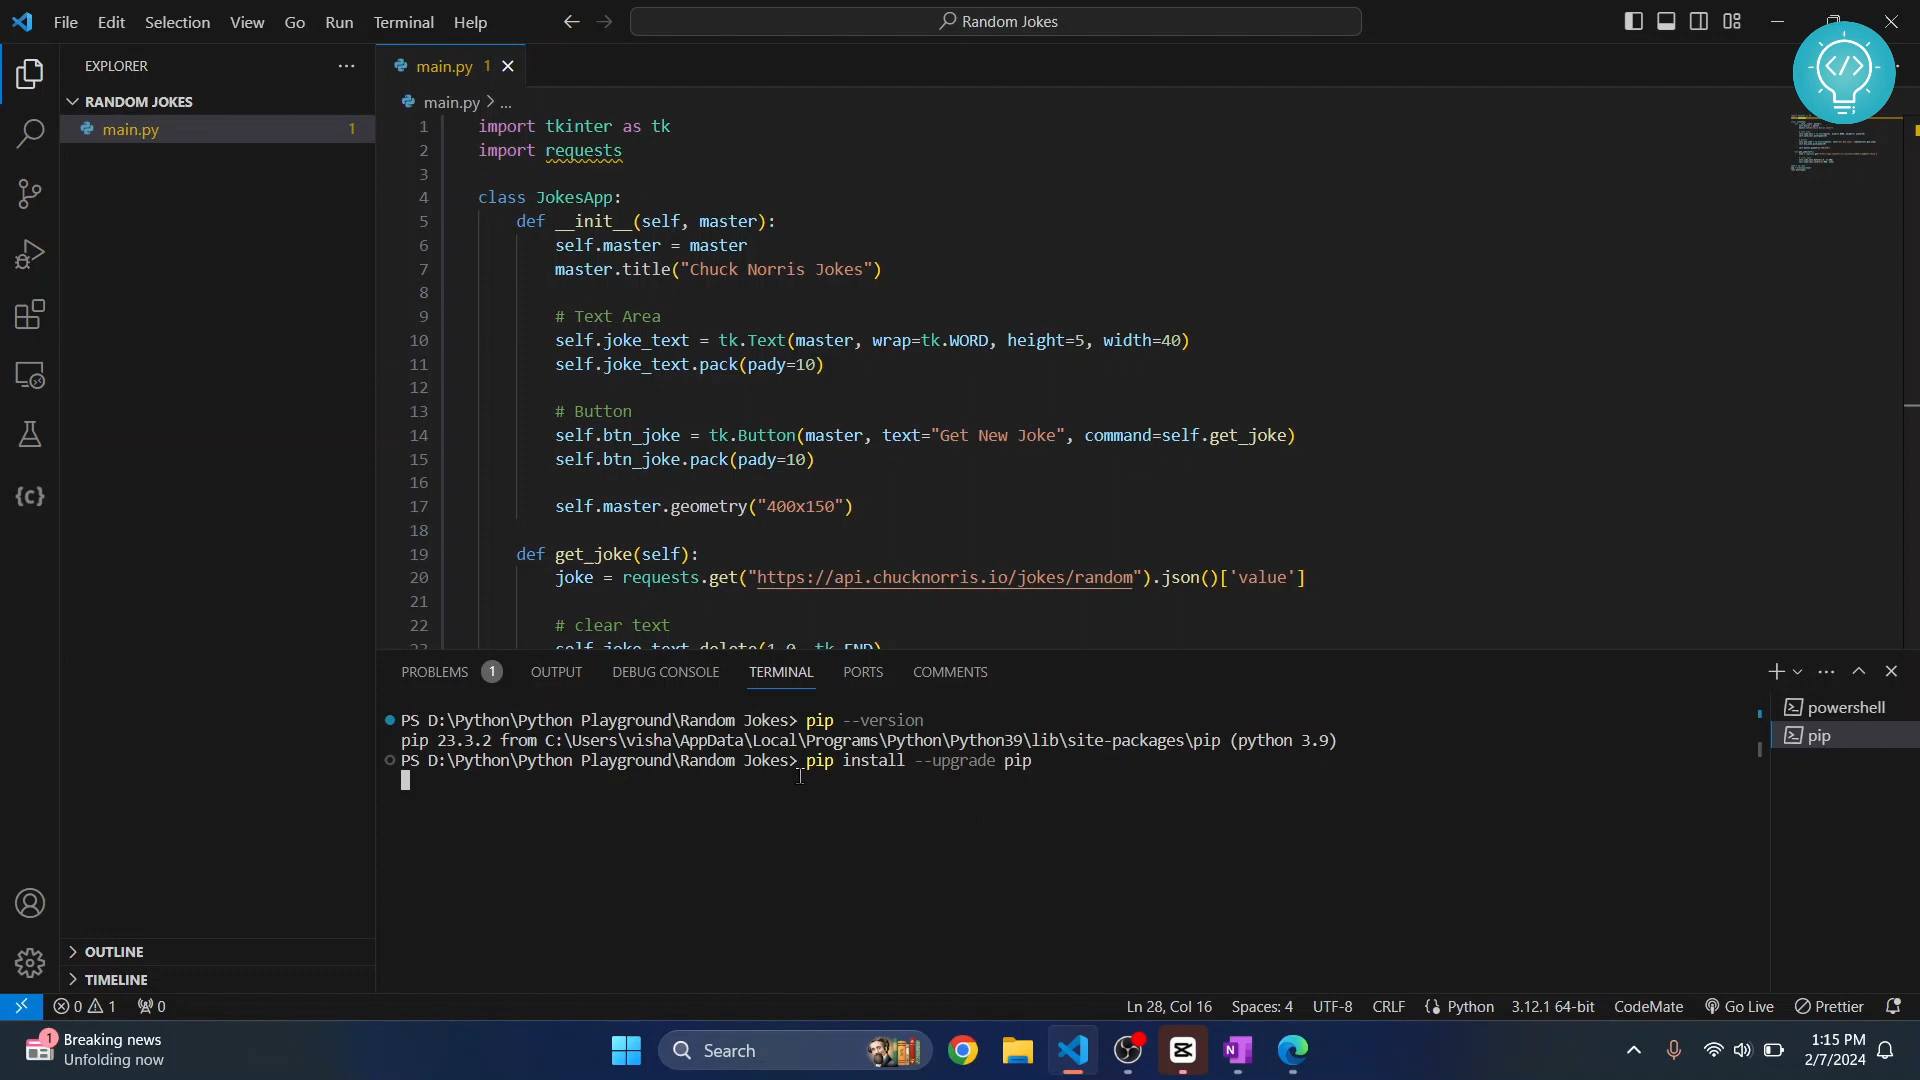 File Edit Selection View Go Run Terminal Help
Random Jokes
EXPLORER
RANDOM JOKES
main.py 1
main.py 1
main.py > ...
1 import tkinter as tk
2 import requests
3
4 class JokesApp:
5 def __init__(self, master):
6 self.master = master
7 master.title("Chuck Norris Jokes")
8
9 # Text Area
10 self.joke_text = tk.Text(master, wrap=tk.WORD, height=5, width=40)
11 self.joke_text.pack(pady=10)
12
13 # Button
14 self.btn_joke = tk.Button(master, text="Get New Joke", command=self.get_joke)
15 self.btn_joke.pack(pady=10)
16
17 self.master.geometry("400x150")
18
19 def get_joke(self):
20 joke = requests.get("https://api.chucknorris.io/jokes/random").json()['value']
21
22 # clear text
23 self.joke_text.delete(1.0, tk.END)
PROBLEMS 1 OUTPUT DEBUG CONSOLE TERMINAL PORTS COMMENTS
PS D:\Python\Python Playground\Random Jokes> pip --version
pip 23.3.2 from C:\Users\visha\AppData\Local\Programs\Python\Python39\lib\site-packages\pip (python 3.9)
PS D:\Python\Python Playground\Random Jokes> pip install --upgrade pip
powershell
pip
OUTLINE
TIMELINE
0 1 0 Ln 28, Col 16 Spaces: 4 UTF-8 CRLF Python 3.12.1 64-bit CodeMate Go Live Prettier
1 Breaking news
Unfolding now
Search
1:15 PM
2/7/2024